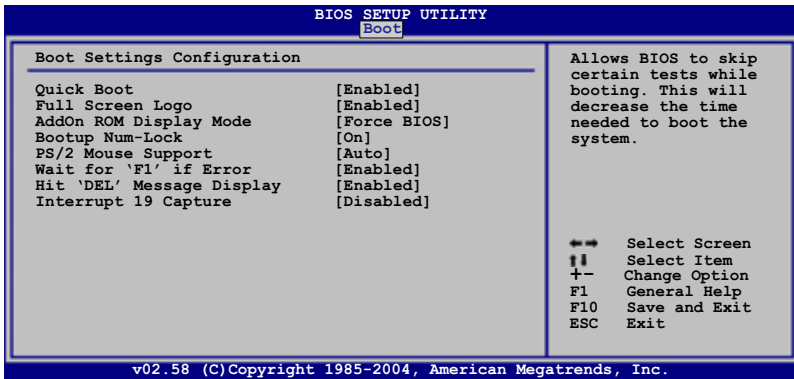 BIOS SETUP UTILITY
Boot
Boot Settings Configuration
Quick Boot [Enabled]
Full Screen Logo [Enabled]
AddOn ROM Display Mode [Force BIOS]
Bootup Num-Lock [On]
PS/2 Mouse Support [Auto]
Wait for ‘F1’ if Error [Enabled]
Hit ‘DEL’ Message Display [Enabled]
Interrupt 19 Capture [Disabled]
Allows BIOS to skip
certain tests while
booting. This will
decrease the time
needed to boot the
system.
←→ Select Screen
↑↓ Select Item
+- Change Option
F1 General Help
F10 Save and Exit
ESC Exit
v02.58 (C)Copyright 1985-2004, American Megatrends, Inc.